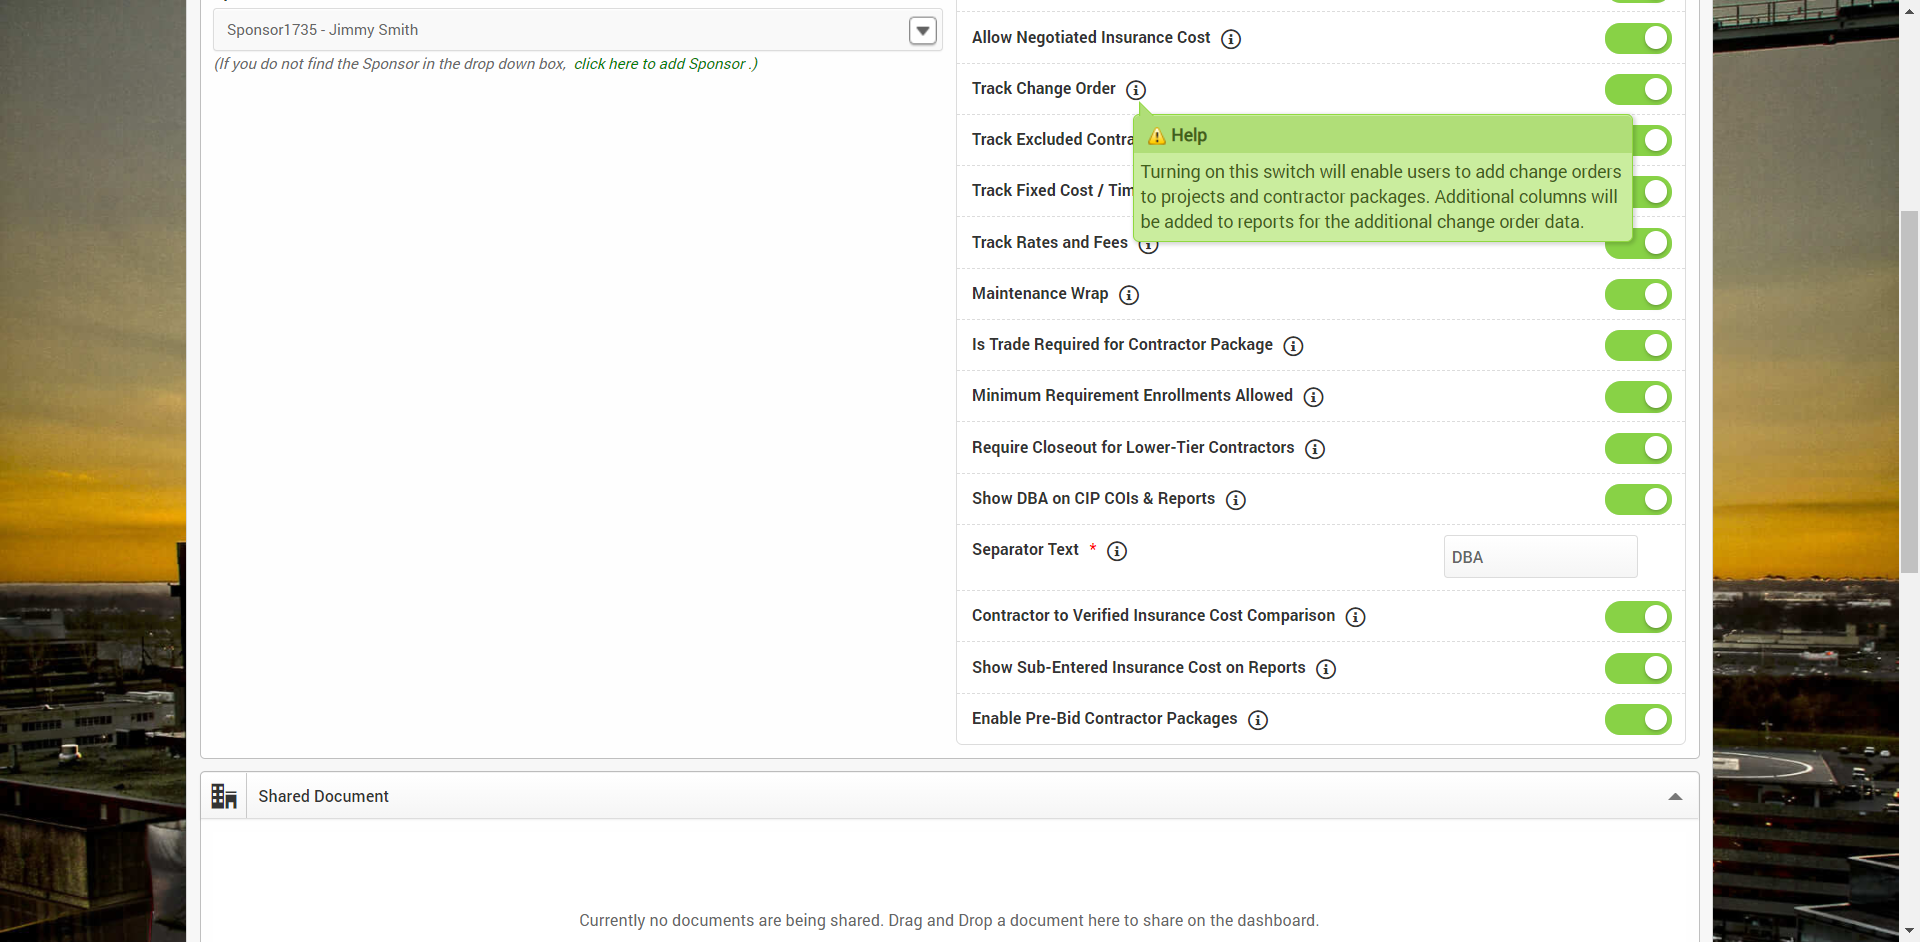 Sponsor1735 - Jimmy Smith
(If you do not find the Sponsor in the drop down box, click here to add Sponsor .)
Allow Negotiated Insurance Cost
Track Change Order
Help
Turning on this switch will enable users to add change orders
to projects and contractor packages. Additional columns will
be added to reports for the additional change order data.
Track Excluded Contra
Track Fixed Cost / Tim
Track Rates and Fees
Maintenance Wrap
Is Trade Required for Contractor Package
Minimum Requirement Enrollments Allowed
Require Closeout for Lower-Tier Contractors
Show DBA on CIP COIs & Reports
Separator Text *
DBA
Contractor to Verified Insurance Cost Comparison
Show Sub-Entered Insurance Cost on Reports
Enable Pre-Bid Contractor Packages
Shared Document
Currently no documents are being shared. Drag and Drop a document here to share on the dashboard.